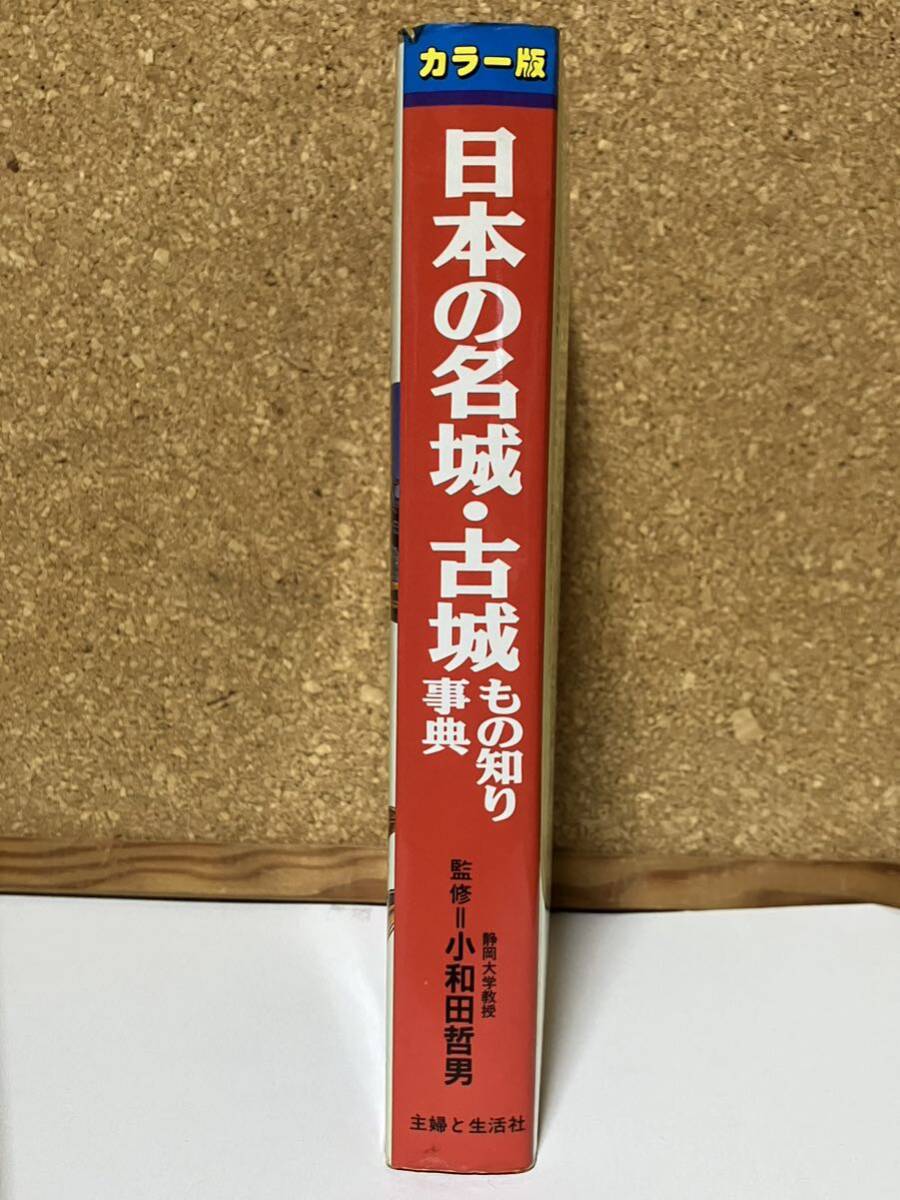 カラー版
日本の名城・古城
もの知り
事典
静岡大学教授
監修＝小和田哲男
主婦と生活社